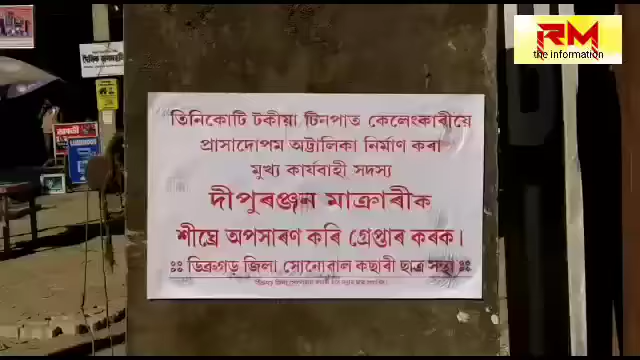 RM
the information
তিনিকোটি টকীয়া টিনপাত কেলেংকাৰীৰে
প্ৰাসাদোপম অট্টালিকা নিৰ্মাণ কৰা
মুখ্য কাৰ্যবাহী সদস্য
দীপুৰঞ্জন মাক্ৰাৰীক
শীঘ্ৰে অপসাৰণ কৰি গ্ৰেপ্তাৰ কৰক।
ডিব্ৰুগড় জিলা সোনোৱাল কছাৰী ছাত্ৰ সন্থা